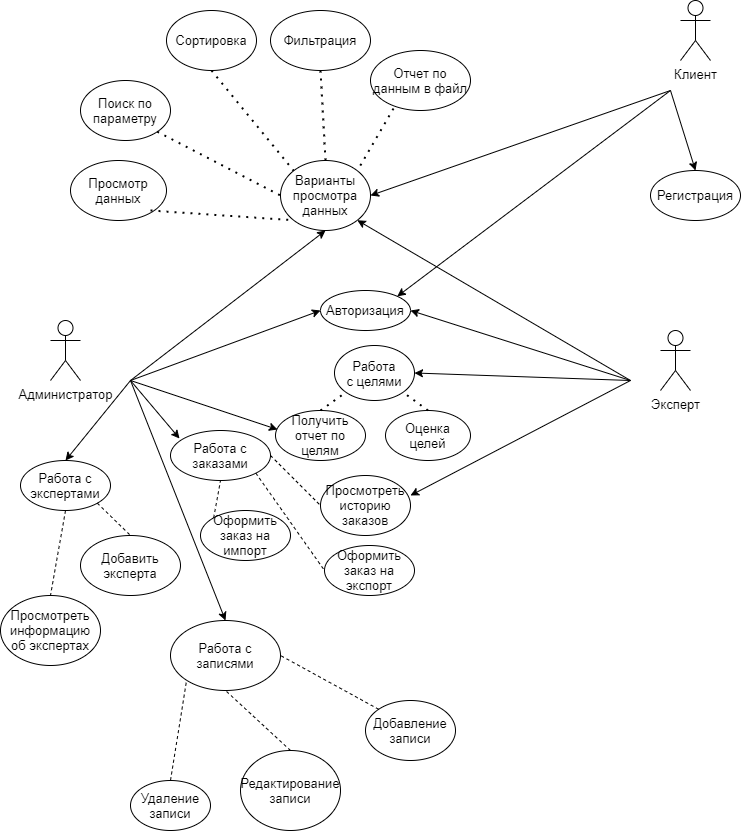 Сортировка
Фильтрация
Отчет по
данным в файл
Клиент
Поиск по
параметру
Просмотр
данных
Варианты
просмотра
данных
Регистрация
Авторизация
Администратор
Эксперт
Работа
с целями
Получить
отчет по
целям
Оценка
целей
Работа с
заказами
Работа с
экспертами
Просмотреть
историю
заказов
Оформить
заказ на
импорт
Оформить
заказ на
экспорт
Добавить
эксперта
Просмотреть
информацию
об экспертах
Работа с
записями
Добавление
записи
Редактирование
записи
Удаление
записи